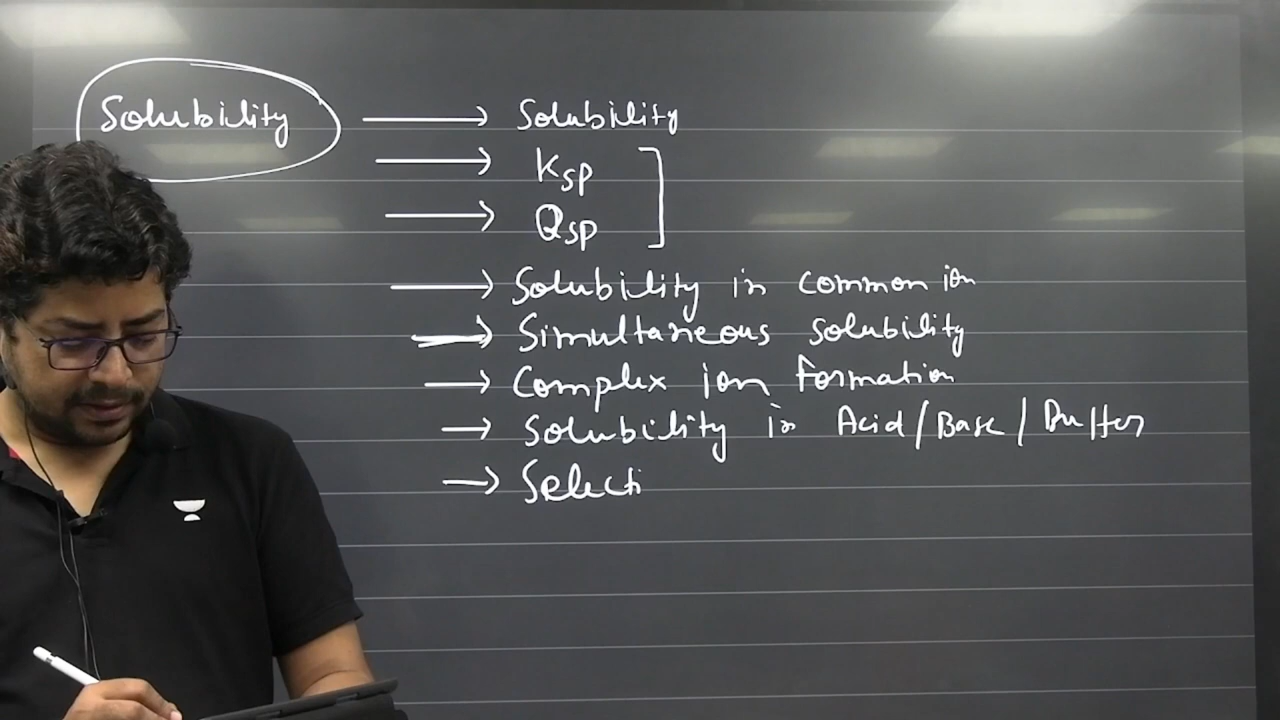 Solubility → Solubility
→ Ksp
→ Qsp
→ Solubility in common ion
→ Simultaneous solubility
→ Complex ion formation
→ Solubility in Acid/Base/Buffer
→ Selecti